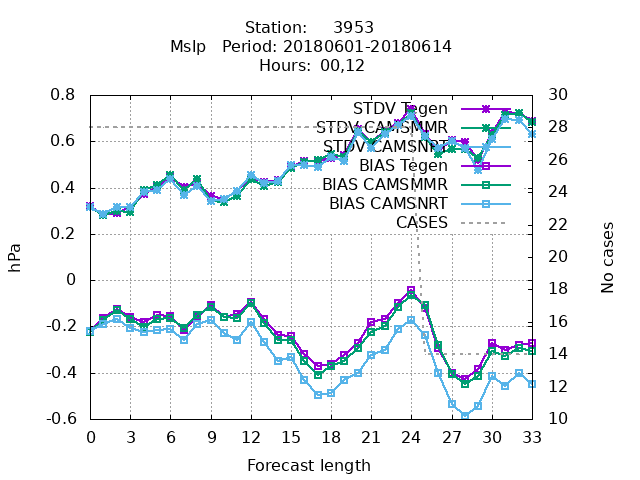 Station: 3953
Mslp Period: 20180601-20180614
Hours: 00,12
0.8
0.6
0.4
0.2
0
-0.2
-0.4
-0.6
30
28
26
24
22
20
18
16
14
12
10
hPa
No cases
STDV Tegen
STDV CAMSMMR
STDV CAMSNRT
BIAS Tegen
BIAS CAMSMMR
BIAS CAMSNRT
CASES
0 3 6 9 12 15 18 21 24 27 30 33
Forecast length